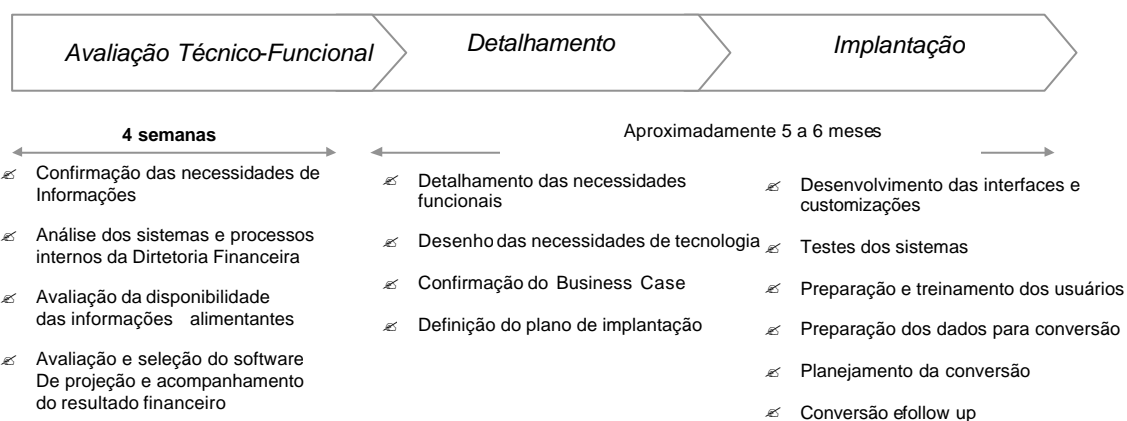 Avaliação Técnico-Funcional
Detalhamento
Implantação
4 semanas
Aproximadamente 5 a 6 meses
Confirmação das necessidades de
Informações
Análise dos sistemas e processos
internos da Dirtetoria Financeira
Avaliação da disponibilidade
das informações alimentantes
Avaliação e seleção do software
De projeção e acompanhamento
do resultado financeiro
Detalhamento das necessidades
funcionais
Desenho das necessidades de tecnologia
Confirmação do Business Case
Definição do plano de implantação
Desenvolvimento das interfaces e
customizações
Testes dos sistemas
Preparação e treinamento dos usuários
Preparação dos dados para conversão
Planejamento da conversão
Conversão efollow up